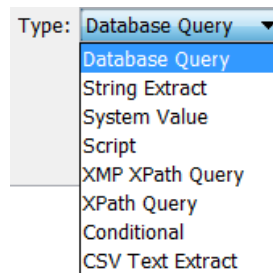 Type: Database Query
Database Query
String Extract
System Value
Script
XMP XPath Query
XPath Query
Conditional
CSV Text Extract